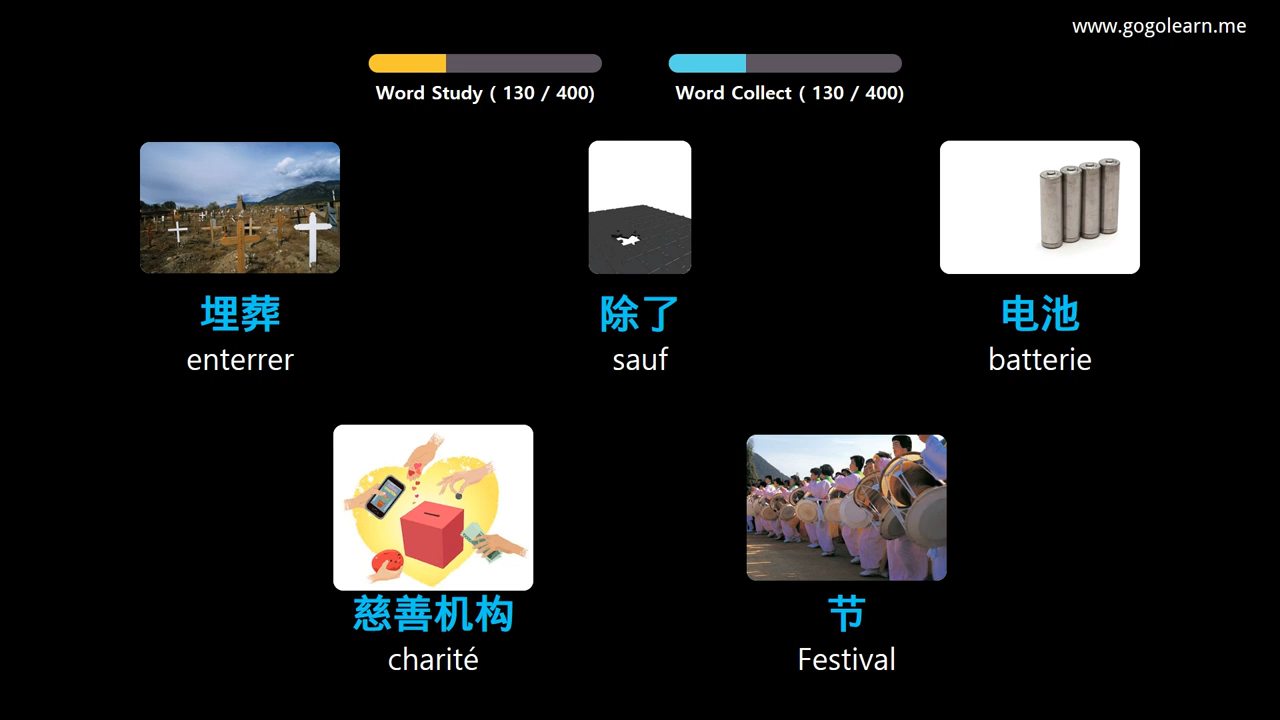 www.gogolearn.me
Word Study ( 130 / 400)
Word Collect ( 130 / 400)
埋葬
enterrer
除了
sauf
电池
batterie
慈善机构
charité
节
Festival